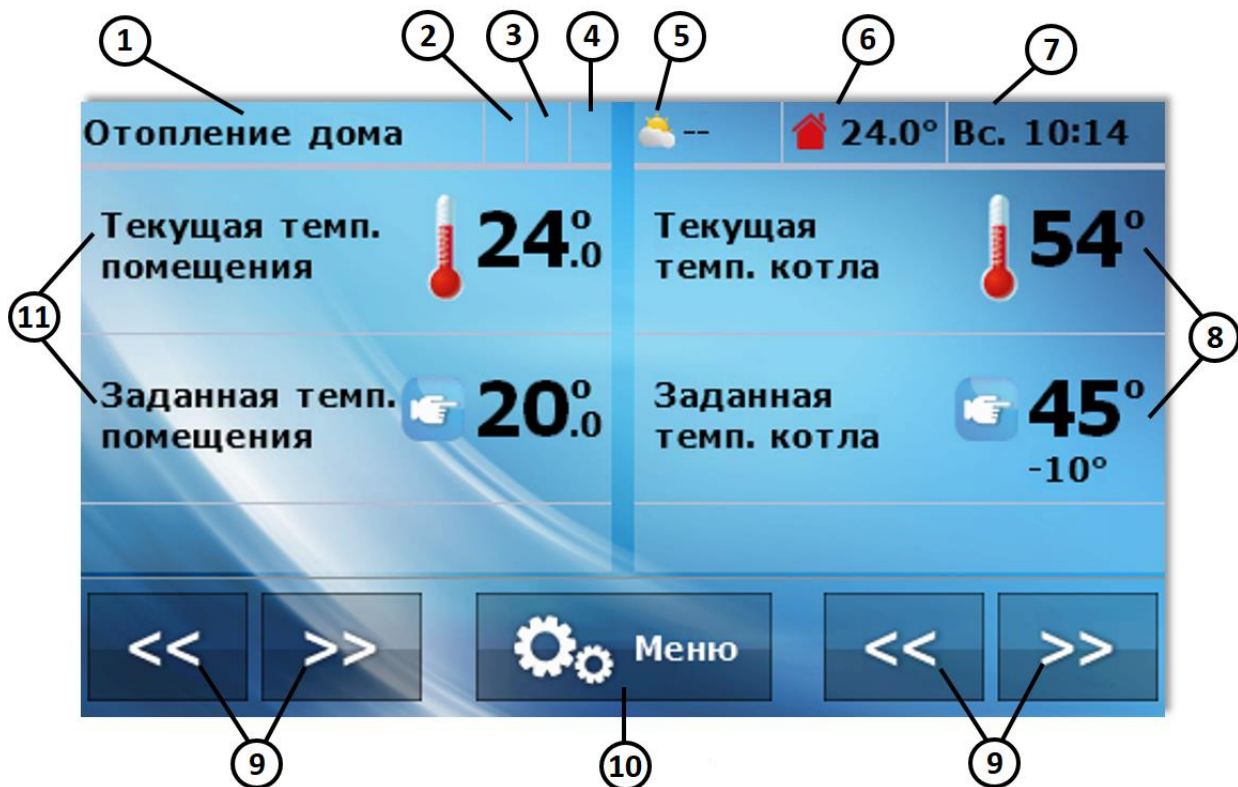 1 2 3 4 5 6 7
Отопление дома -- 24.0° Вс. 10:14
Текущая темп.
помещения
24.0°
Текущая
темп. котла
54°
11
8
Заданная темп.
помещения
20.0°
Заданная
темп. котла
45°
-10°
<< >> Меню << >>
9 10 9